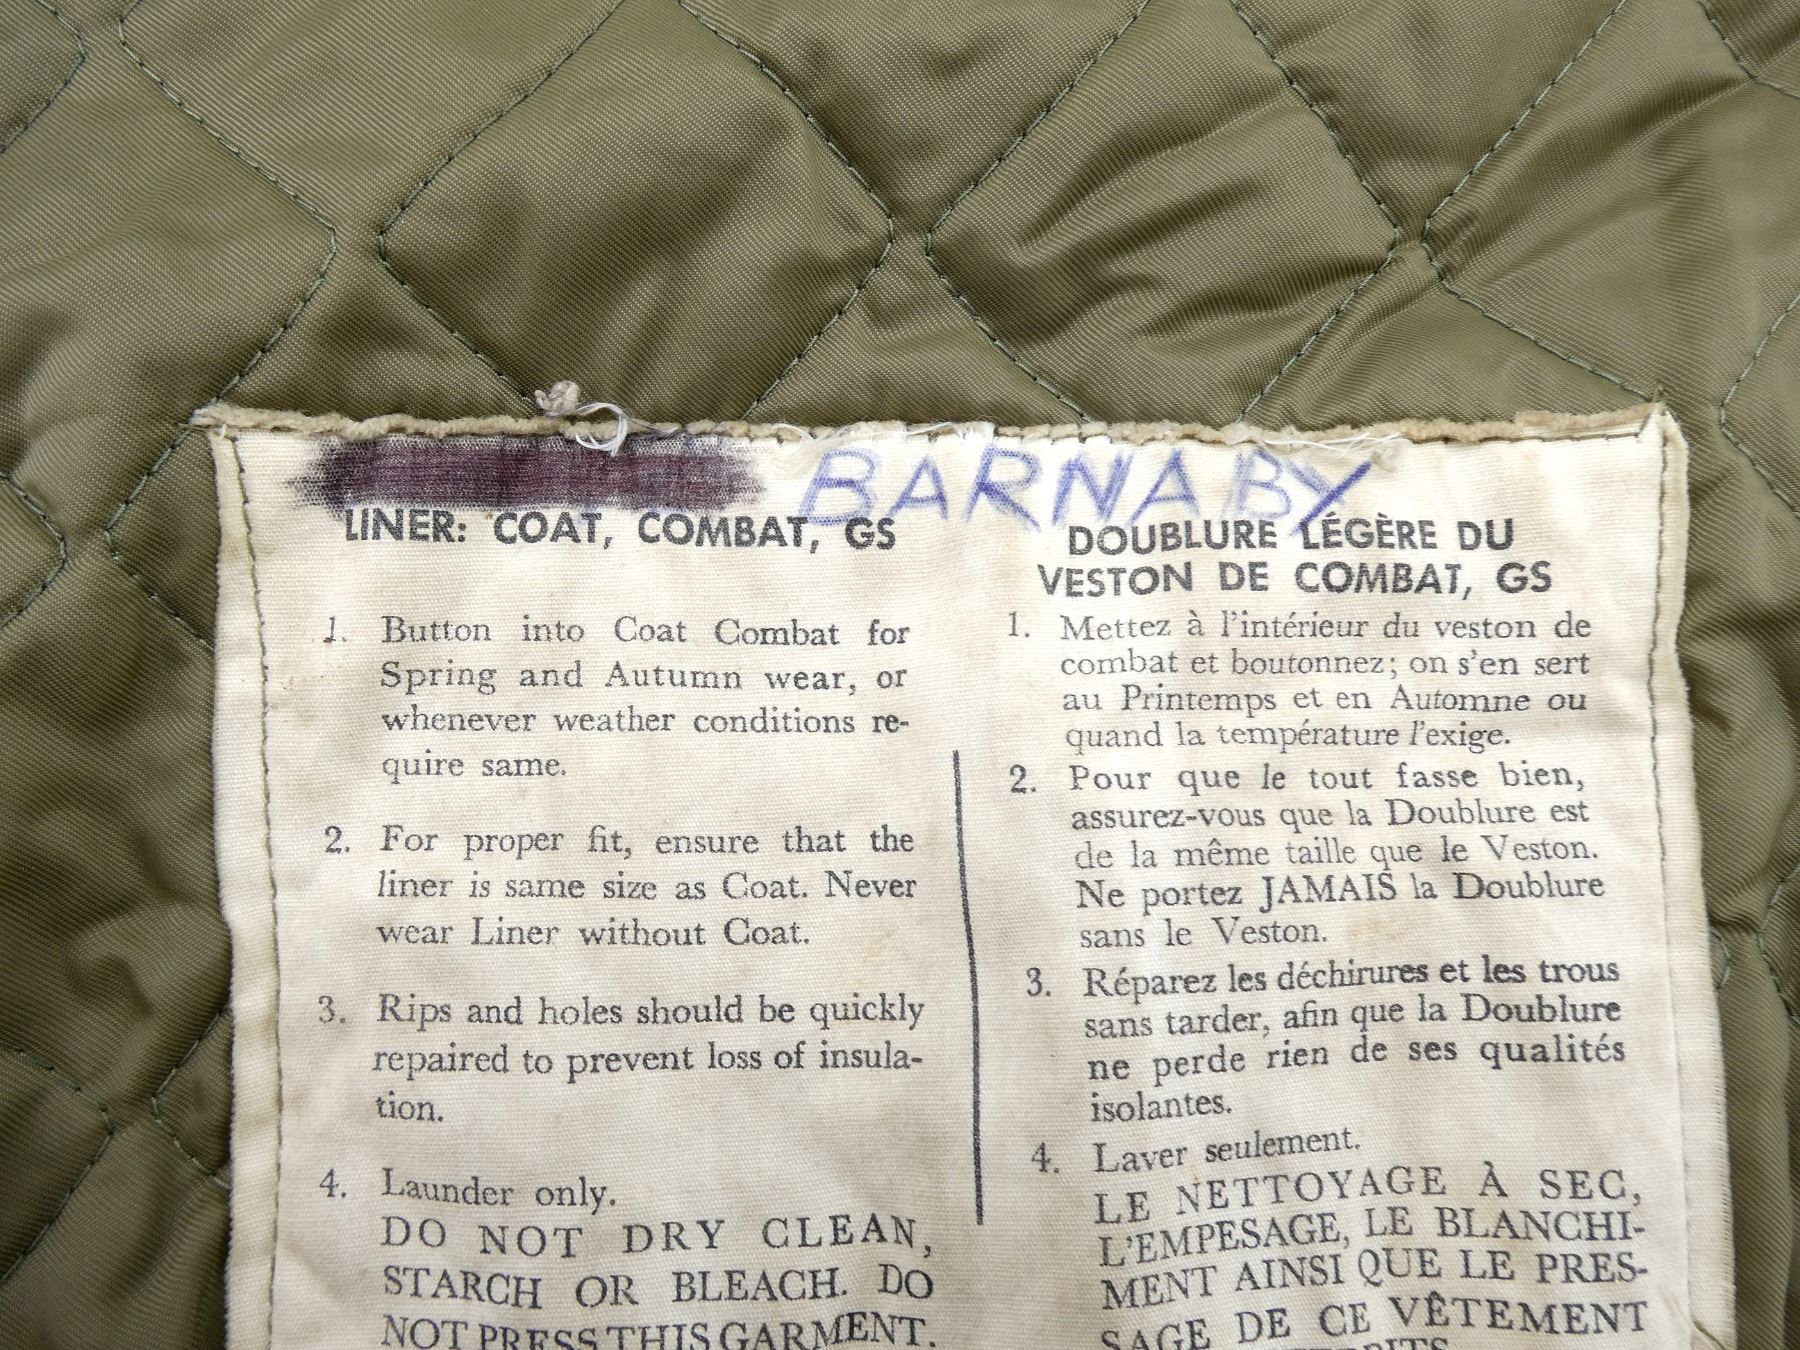 BARNABY
LINER: COAT, COMBAT, GS
1. Button into Coat Combat for
Spring and Autumn wear, or
whenever weather conditions re-
quire same.
2. For proper fit, ensure that the
liner is same size as Coat. Never
wear Liner without Coat.
3. Rips and holes should be quickly
repaired to prevent loss of insula-
tion.
4. Launder only.
DO NOT DRY CLEAN,
STARCH OR BLEACH. DO
NOT PRESS THIS GARMENT.
DOUBLURE LÉGÈRE DU
VESTON DE COMBAT, GS
1. Mettez à l'intérieur du veston de
combat et boutonnez; on s'en sert
au Printemps et en Automne ou
quand la température l'exige.
2. Pour que le tout fasse bien,
assurez-vous que la Doublure est
de la même taille que le Veston.
Ne portez JAMAIS la Doublure
sans le Veston.
3. Réparez les déchirures et les trous
sans tarder, afin que la Doublure
ne perde rien de ses qualités
isolantes.
4. Laver seulement.
LE NETTOYAGE À SEC,
L'EMPESAGE, LE BLANCHI-
MENT AINSI QUE LE PRES-
SAGE DE CE VÊTEMENT